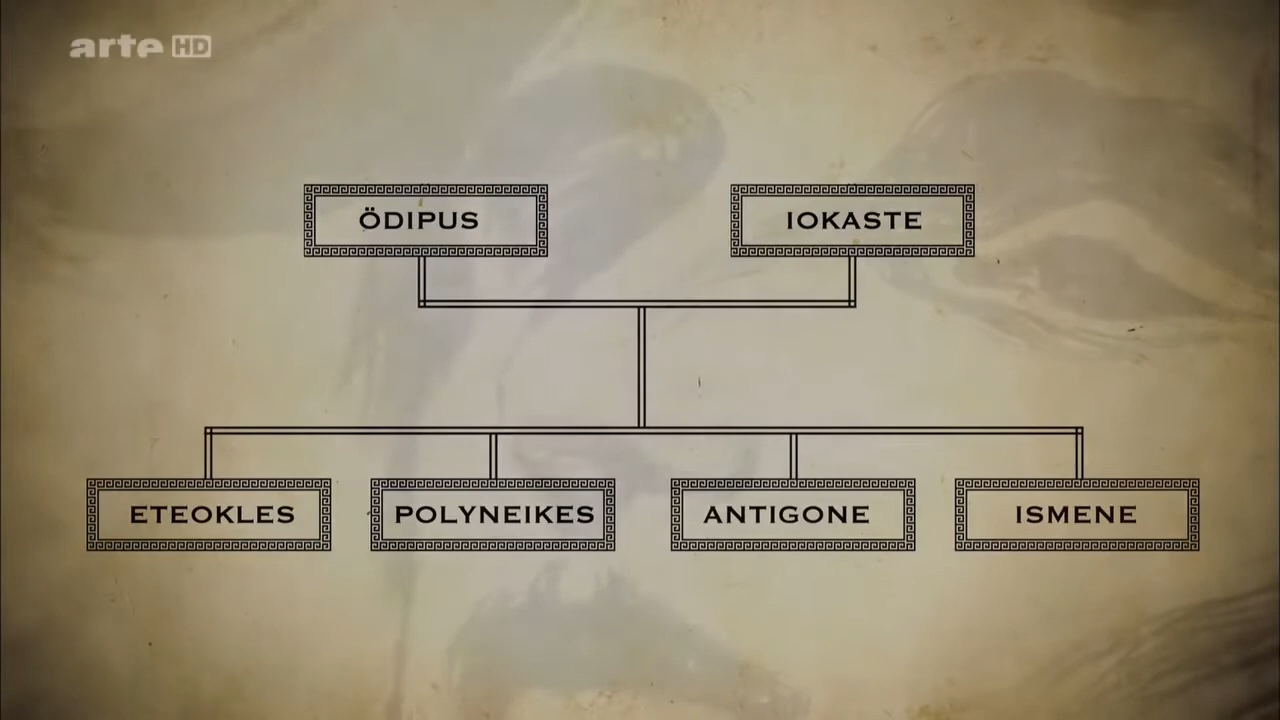 arte HD
ÖDIPUS
IOKASTE
ETEOKLES
POLYNEIKES
ANTIGONE
ISMENE